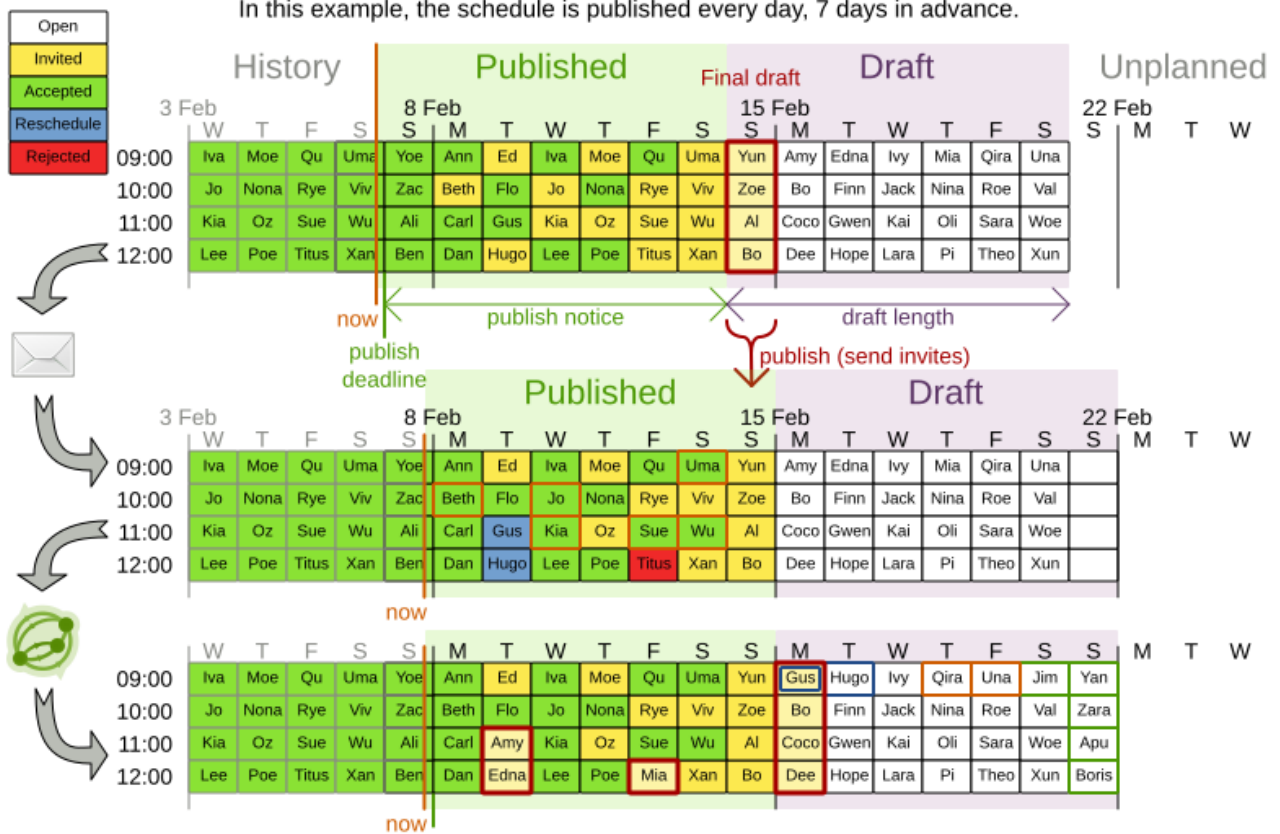 In this example, the schedule is published every day, 7 days in advance.
Open
Invited
Accepted
Reschedule
Rejected
History Published Draft Unplanned
Final draft
3 Feb 8 Feb 15 Feb 22 Feb
W T F S S M T W T F S S M T W T F S S M T W
09:00 Iva Moe Qu Uma Yoe Ann Ed Iva Moe Qu Uma Yun Amy Edna Ivy Mia Qira Una
10:00 Jo Nona Rye Viv Zac Beth Flo Jo Nona Rye Viv Zoe Bo Finn Jack Nina Roe Val
11:00 Kia Oz Sue Wu Ali Carl Gus Kia Oz Sue Wu Al Coco Gwen Kai Oli Sara Woe
12:00 Lee Poe Titus Xan Ben Dan Hugo Lee Poe Titus Xan Bo Dee Hope Lara Pi Theo Xun
now publish notice draft length
publish
deadline
publish (send invites)
Published Draft
3 Feb 8 Feb 15 Feb 22 Feb
W T F S S M T W T F S S M T W T F S S M T W
09:00 Iva Moe Qu Uma Yoe Ann Ed Iva Moe Qu Uma Yun Amy Edna Ivy Mia Qira Una
10:00 Jo Nona Rye Viv Zac Beth Flo Jo Nona Rye Viv Zoe Bo Finn Jack Nina Roe Val
11:00 Kia Oz Sue Wu Ali Carl Gus Kia Oz Sue Wu Al Coco Gwen Kai Oli Sara Woe
12:00 Lee Poe Titus Xan Ben Dan Hugo Lee Poe Titus Xan Bo Dee Hope Lara Pi Theo Xun
now
W T F S S M T W T F S S M T W T F S S M T W
09:00 Iva Moe Qu Uma Yoe Ann Ed Iva Moe Qu Uma Yun Gus Hugo Ivy Qira Una Jim Yan
10:00 Jo Nona Rye Viv Zac Beth Flo Jo Nona Rye Viv Zoe Bo Finn Jack Nina Roe Val Zara
11:00 Kia Oz Sue Wu Ali Carl Amy Kia Oz Sue Wu Al Coco Gwen Kai Oli Sara Woe Apu
12:00 Lee Poe Titus Xan Ben Dan Edna Lee Poe Mia Xan Bo Dee Hope Lara Pi Theo Xun Boris
now